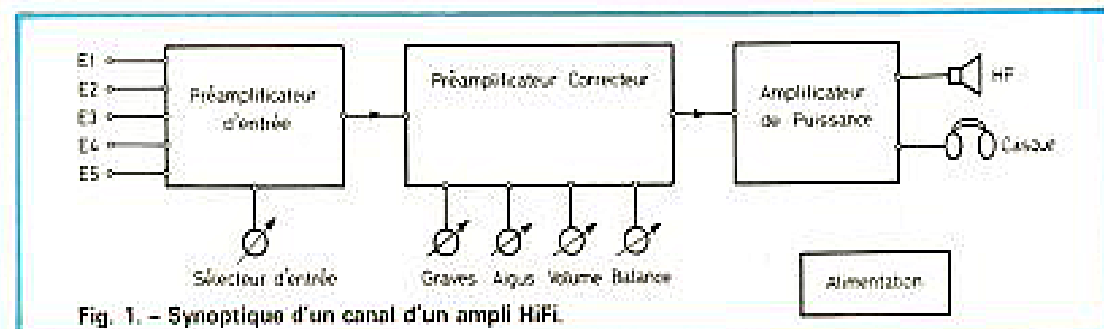 E1
E2
E3
E4
E5
Préamplificateur
d'entrée
Préamplificateur Correcteur
Amplificateur
de Puissance
HP
Casque
Sélecteur d'entrée
Graves Aigus Volume Balance
Alimentation
Fig. 1. – Synoptique d'un canal d'un ampli HiFi.